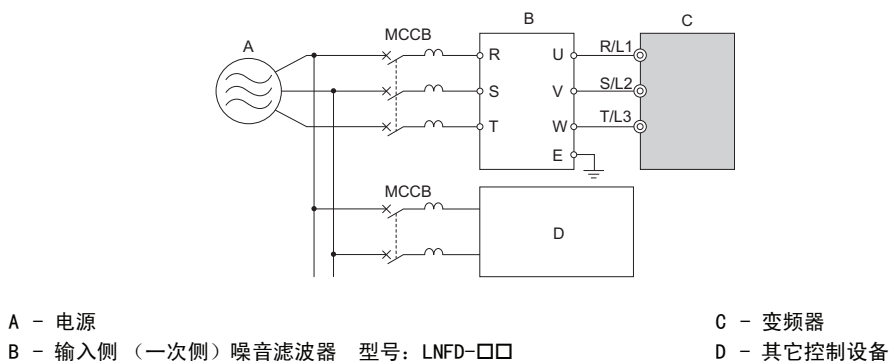 B
C
A
MCCB
R
U
R/L1
S
V
S/L2
T
W
T/L3
E
MCCB
D
A － 电源
C － 变频器
B － 输入侧 （一次侧）噪音滤波器 型号：LNFD-□□
D － 其它控制设备